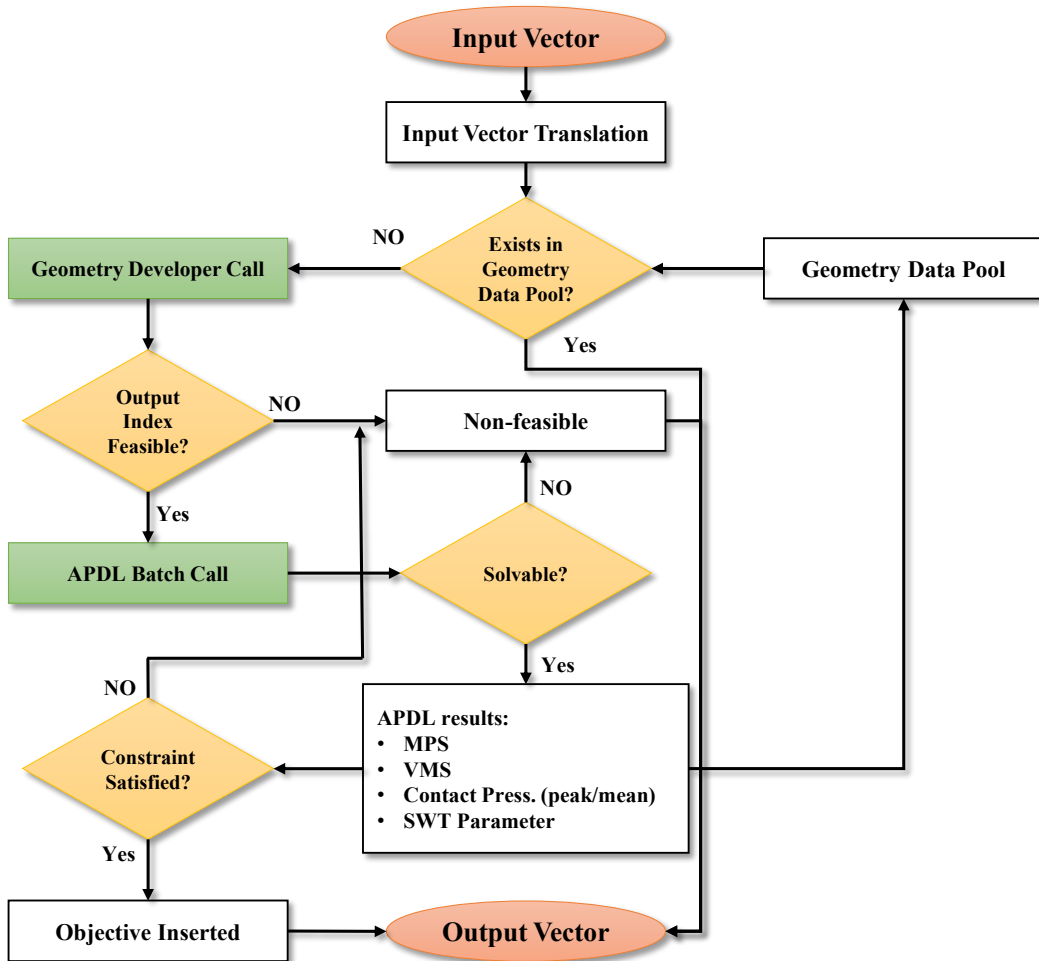 Input Vector
Input Vector Translation
NO
Exists in
Geometry
Data Pool?
Geometry Developer Call
Geometry Data Pool
Yes
Output
Index
Feasible?
NO
Non-feasible
Yes
NO
APDL Batch Call
Solvable?
Yes
NO
Constraint
Satisfied?
APDL results:
• MPS
• VMS
• Contact Press. (peak/mean)
• SWT Parameter
Yes
Objective Inserted
Output Vector